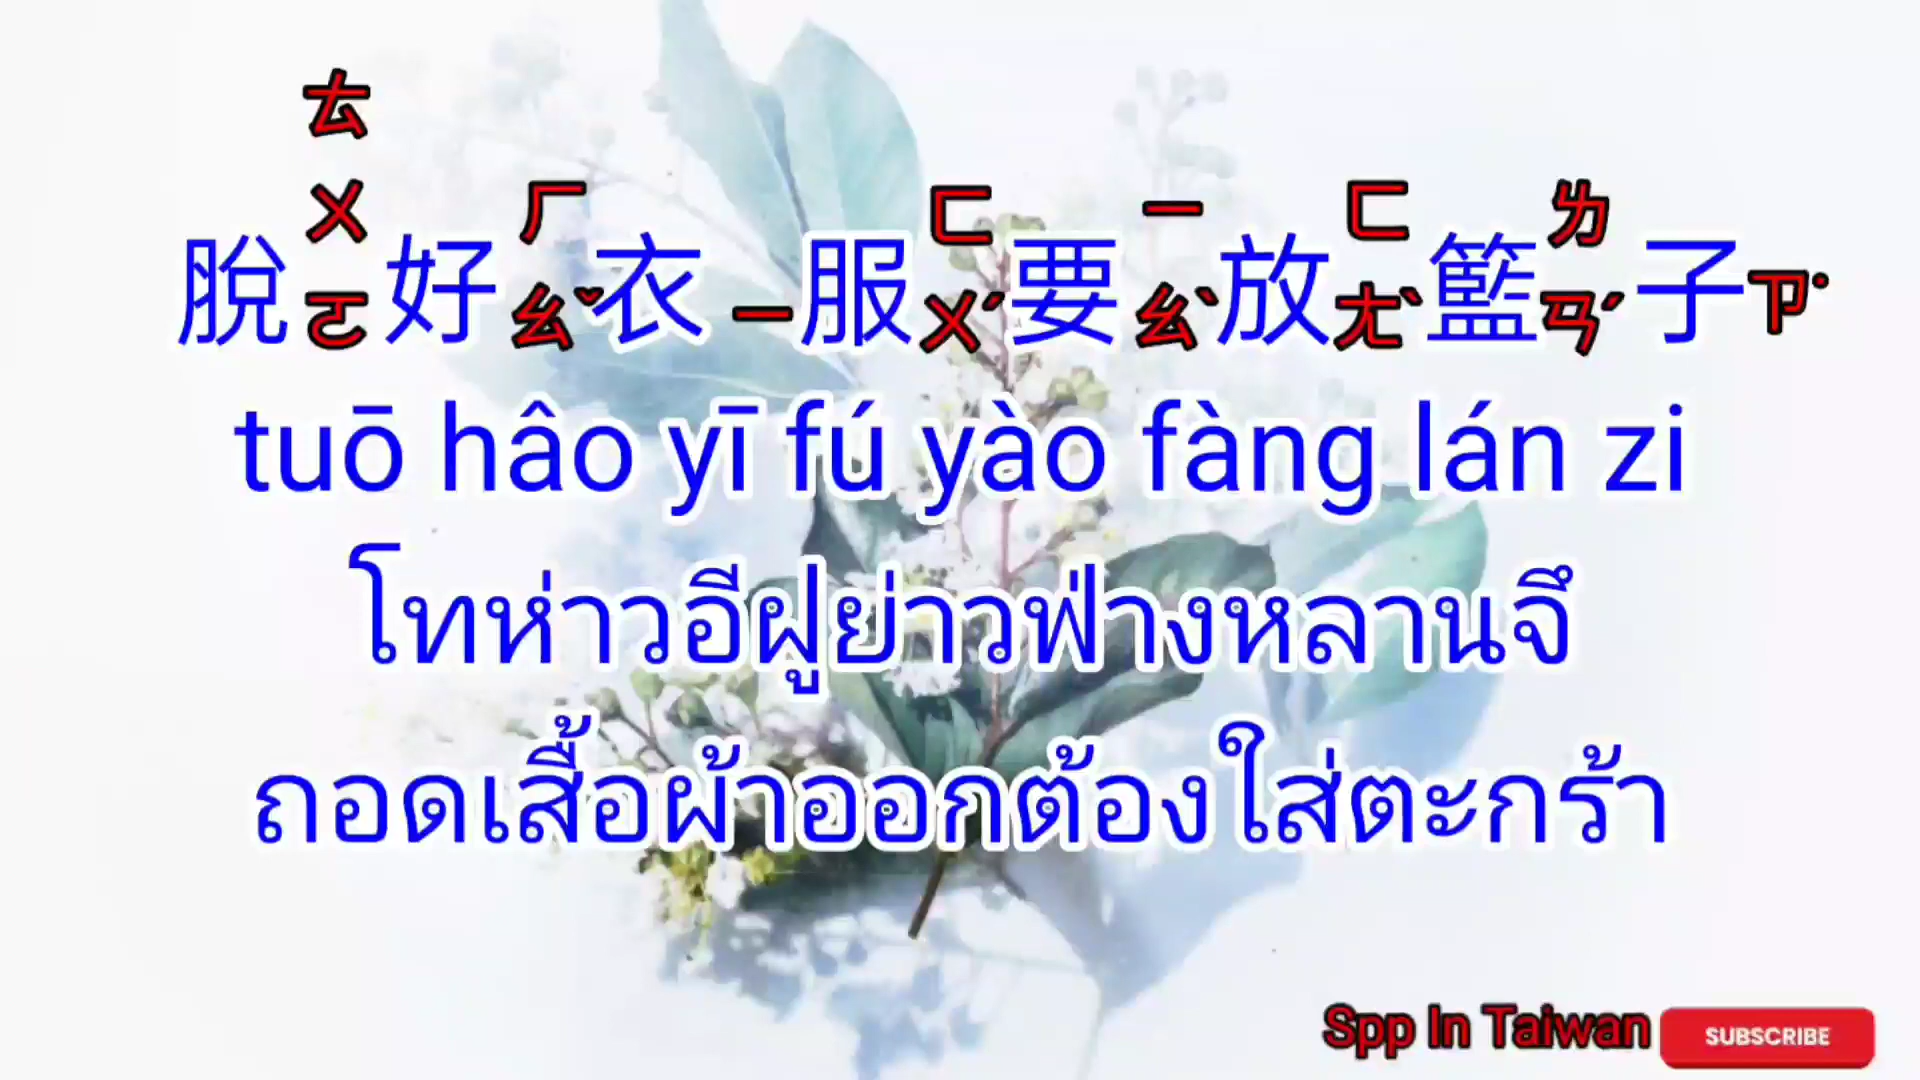 脫ㄊㄨㄛ好ㄏㄠˇ衣ㄧ服ㄈㄨˊ要ㄧㄠˋ放ㄈㄤˋ籃ㄌㄢˊ子ㄗ˙
tuō hâo yī fú yào fàng lán zi
โทห่าวอีฝูย่าวฟ่างหลานจึ
ถอดเสื้อผ้าออกต้องใส่ตะกร้า
Spp In Taiwan SUBSCRIBE